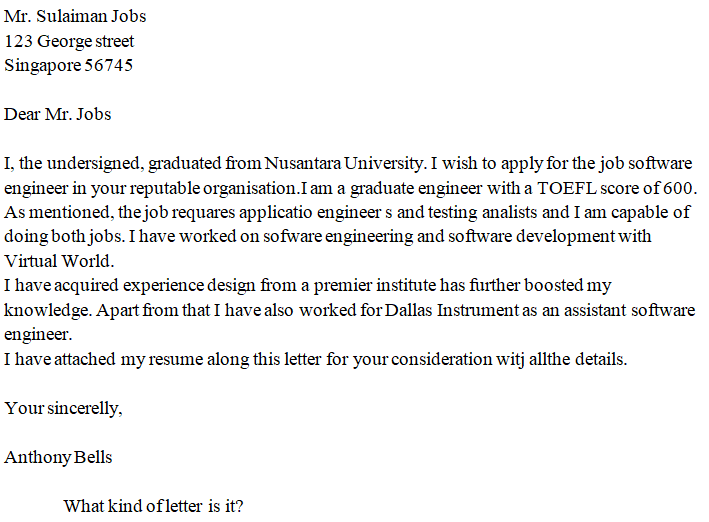 Mr. Sulaiman Jobs
123 George street
Singapore 56745
Dear Mr. Jobs
I, the undersigned, graduated from Nusantara University. I wish to apply for the job software
engineer in your reputable organisation.I am a graduate engineer with a TOEFL score of 600.
As mentioned, the job requares applicatio engineer s and testing analists and I am capable of
doing both jobs. I have worked on sofware engineering and software development with
Virtual World.
I have acquired experience design from a premier institute has further boosted my
knowledge. Apart from that I have also worked for Dallas Instrument as an assistant software
engineer.
I have attached my resume along this letter for your consideration witj allthe details.
Your sincerelly,
Anthony Bells
What kind of letter is it?